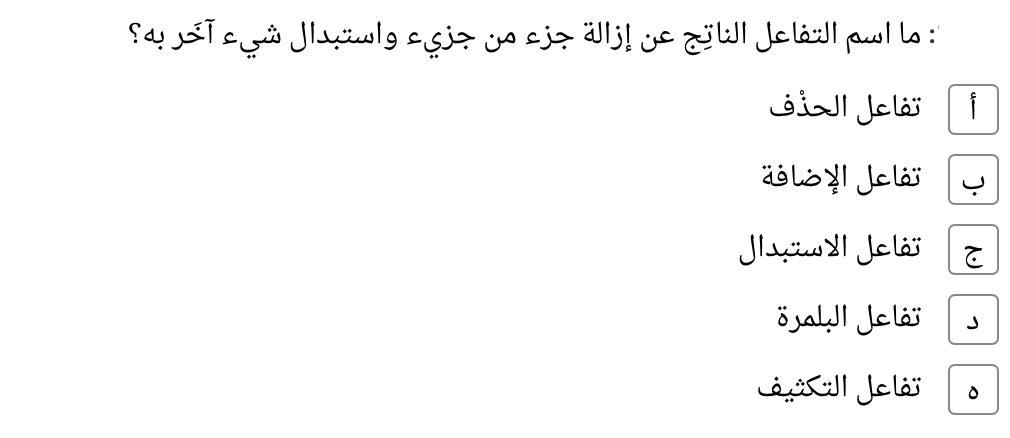 : ما اسم التفاعل الناتِج عن إزالة جزء من جزيء واستبدال شيء آخَر به؟
أ تفاعل الحذْف
ب تفاعل الإضافة
ج تفاعل الاستبدال
د تفاعل البلمرة
ه تفاعل التكثيف